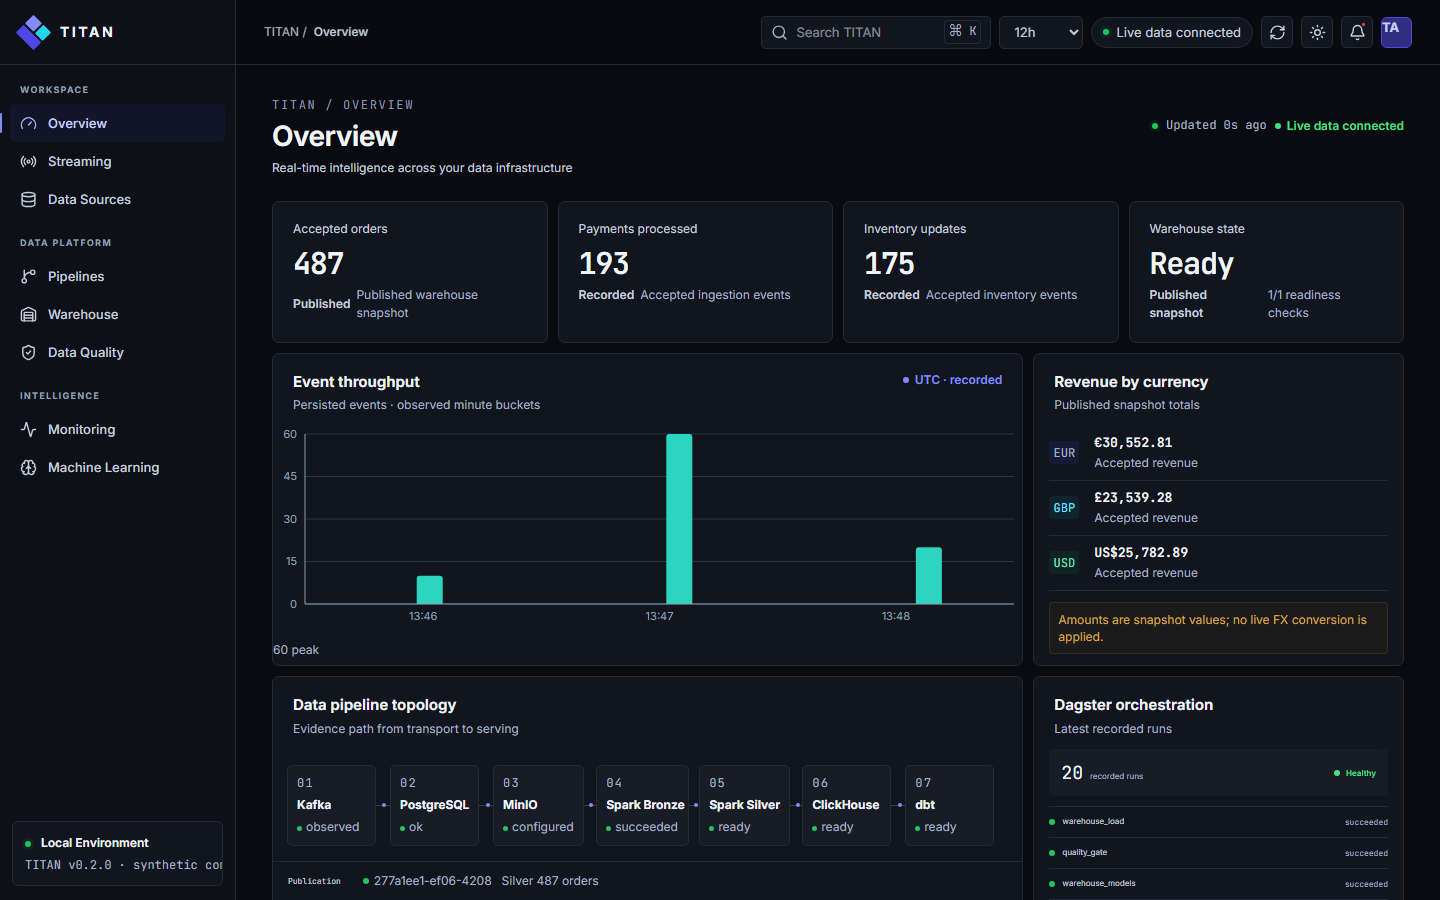 TITAN
TITAN / Overview
Search TITAN
⌘ K
12h
Live data connected
TA
WORKSPACE
Overview
Streaming
Data Sources
DATA PLATFORM
Pipelines
Warehouse
Data Quality
INTELLIGENCE
Monitoring
Machine Learning
Local Environment
TITAN v0.2.0 · synthetic
TITAN / OVERVIEW
Overview
Real-time intelligence across your data infrastructure
Updated 0s ago
Live data connected
Accepted orders
487
Published
Published warehouse
snapshot
Payments processed
193
Recorded Accepted ingestion events
Inventory updates
175
Recorded Accepted inventory events
Warehouse state
Ready
Published
snapshot
1/1 readiness
checks
Event throughput
UTC · recorded
Persisted events · observed minute buckets
60
45
30
15
0
13:46
13:47
13:48
60 peak
Revenue by currency
Published snapshot totals
EUR
€30,552.81
Accepted revenue
GBP
£23,539.28
Accepted revenue
USD
US$25,782.89
Accepted revenue
Amounts are snapshot values; no live FX conversion is
applied.
Data pipeline topology
Evidence path from transport to serving
01
Kafka
observed
02
PostgreSQL
ok
03
MinIO
configured
04
Spark Bronze
succeeded
05
Spark Silver
ready
06
ClickHouse
ready
07
dbt
ready
Publication
277a1ee1-ef06-4208
Silver 487 orders
Dagster orchestration
Latest recorded runs
20 recorded runs
Healthy
warehouse_load
succeeded
quality_gate
succeeded
warehouse_models
succeeded